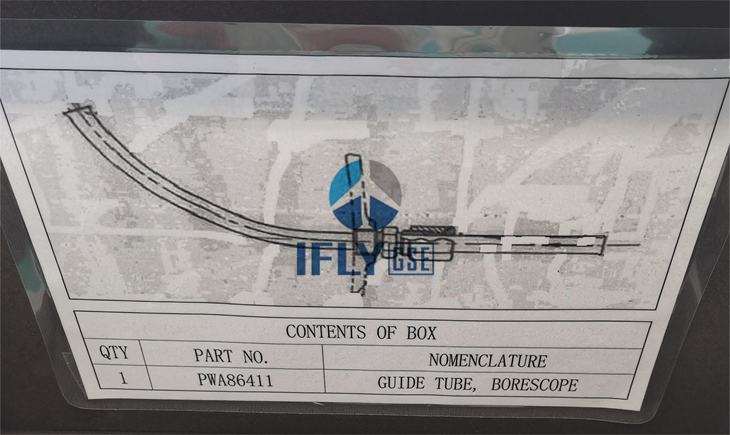 IFLY GSE
CONTENTS OF BOX
QTY PART NO. NOMENCLATURE
1 PWA86411 GUIDE TUBE, BORESCOPE